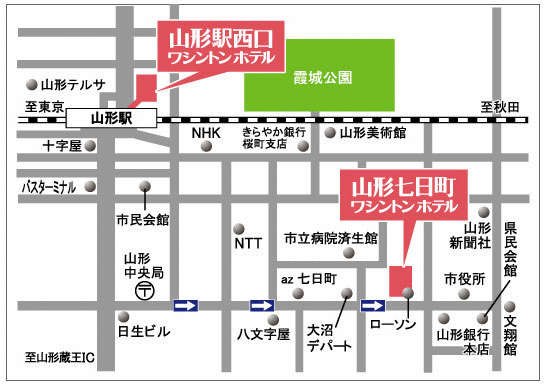 山形駅西口
ワシントンホテル
霞城公園
山形テルサ
至東京
山形駅
至秋田
十字屋
NHK
きらやか銀行
桜町支店
山形美術館
バスターミナル
市民会館
山形七日町
ワシントンホテル
NTT
市立病院済生館
山形
新聞社
県民会館
山形
中央局
〒
az 七日町
市役所
日生ビル
八文字屋
大沼
デパート
ローソン
山形銀行
本店
文翔館
至山形蔵王IC